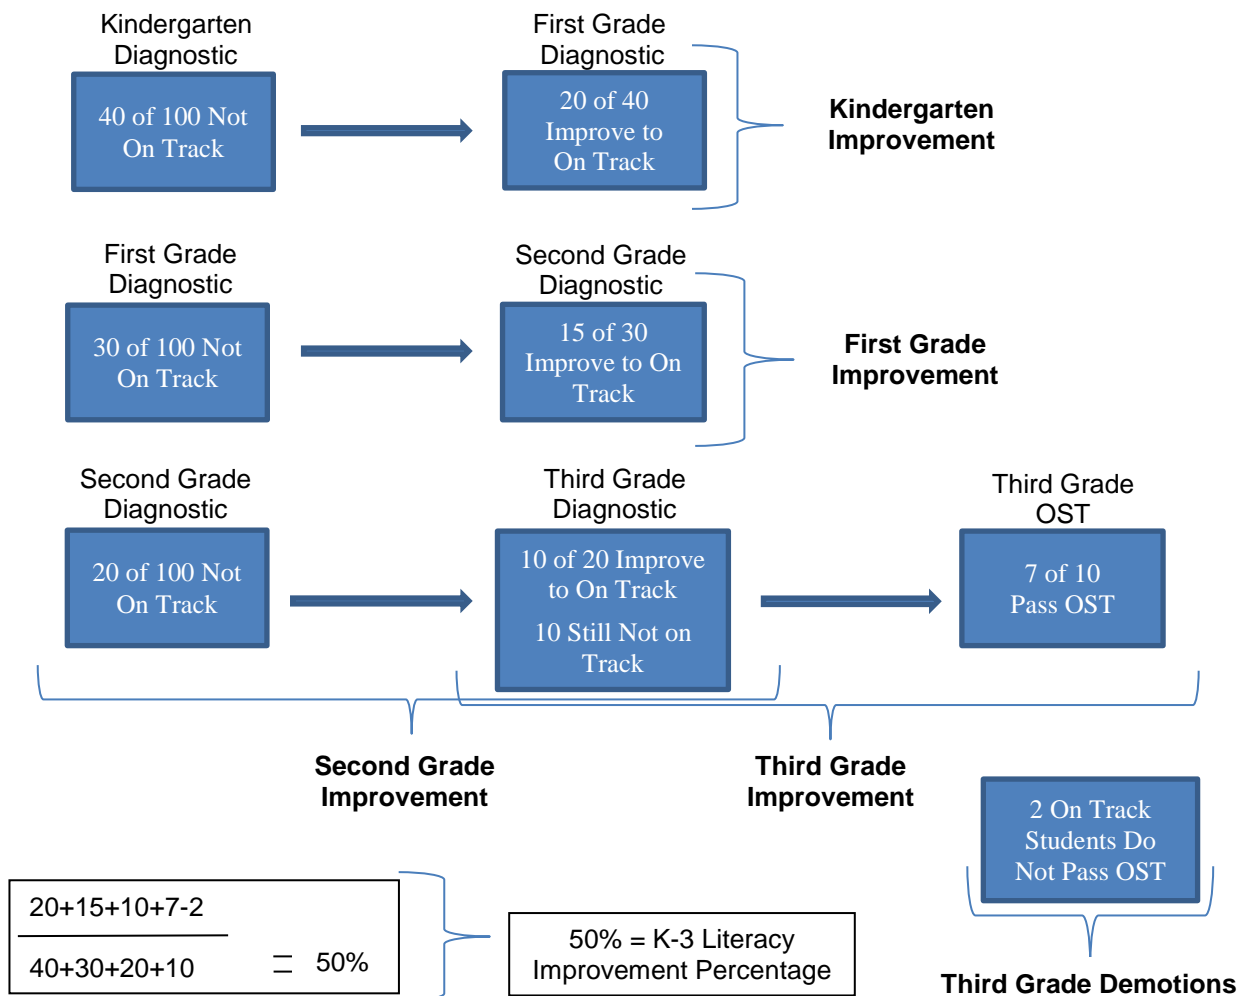 Kindergarten
Diagnostic
40 of 100 Not
On Track
First Grade
Diagnostic
20 of 40
Improve to
On Track
Kindergarten
Improvement
First Grade
Diagnostic
30 of 100 Not
On Track
Second Grade
Diagnostic
15 of 30
Improve to On
Track
First Grade
Improvement
Second Grade
Diagnostic
20 of 100 Not
On Track
Third Grade
Diagnostic
10 of 20 Improve
to On Track
10 Still Not on
Track
Third Grade
OST
7 of 10
Pass OST
Second Grade
Improvement
Third Grade
Improvement
2 On Track
Students Do
Not Pass OST
Third Grade Demotions
20+15+10+7-2
40+30+20+10
= 50%
50% = K-3 Literacy
Improvement Percentage